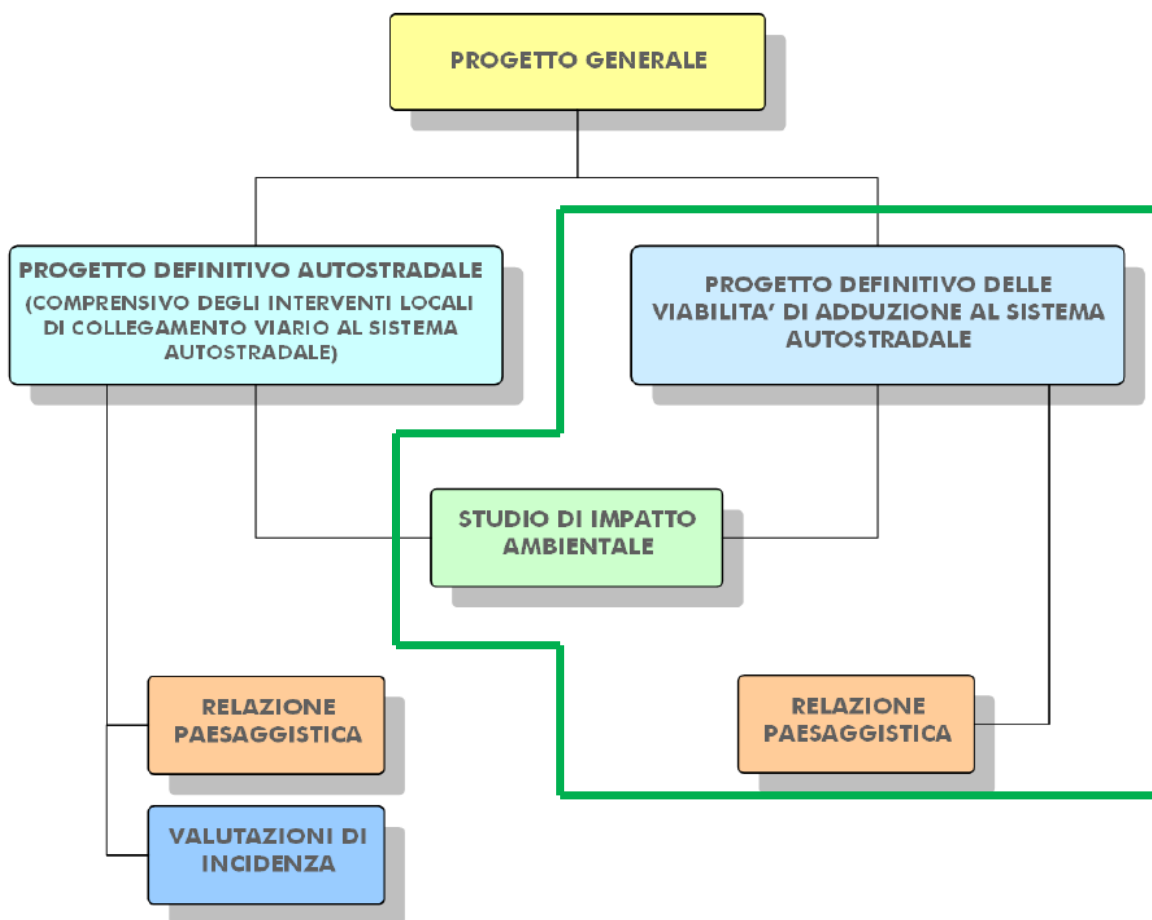 PROGETTO GENERALE
PROGETTO DEFINITIVO AUTOSTRADALE
(COMPRENSIVO DEGLI INTERVENTI LOCALI
DI COLLEGAMENTO VIARIO AL SISTEMA
AUTOSTRADALE)
PROGETTO DEFINITIVO DELLE
VIABILITA’ DI ADDUZIONE AL SISTEMA
AUTOSTRADALE
STUDIO DI IMPATTO
AMBIENTALE
RELAZIONE
PAESAGGISTICA
RELAZIONE
PAESAGGISTICA
VALUTAZIONI DI
INCIDENZA